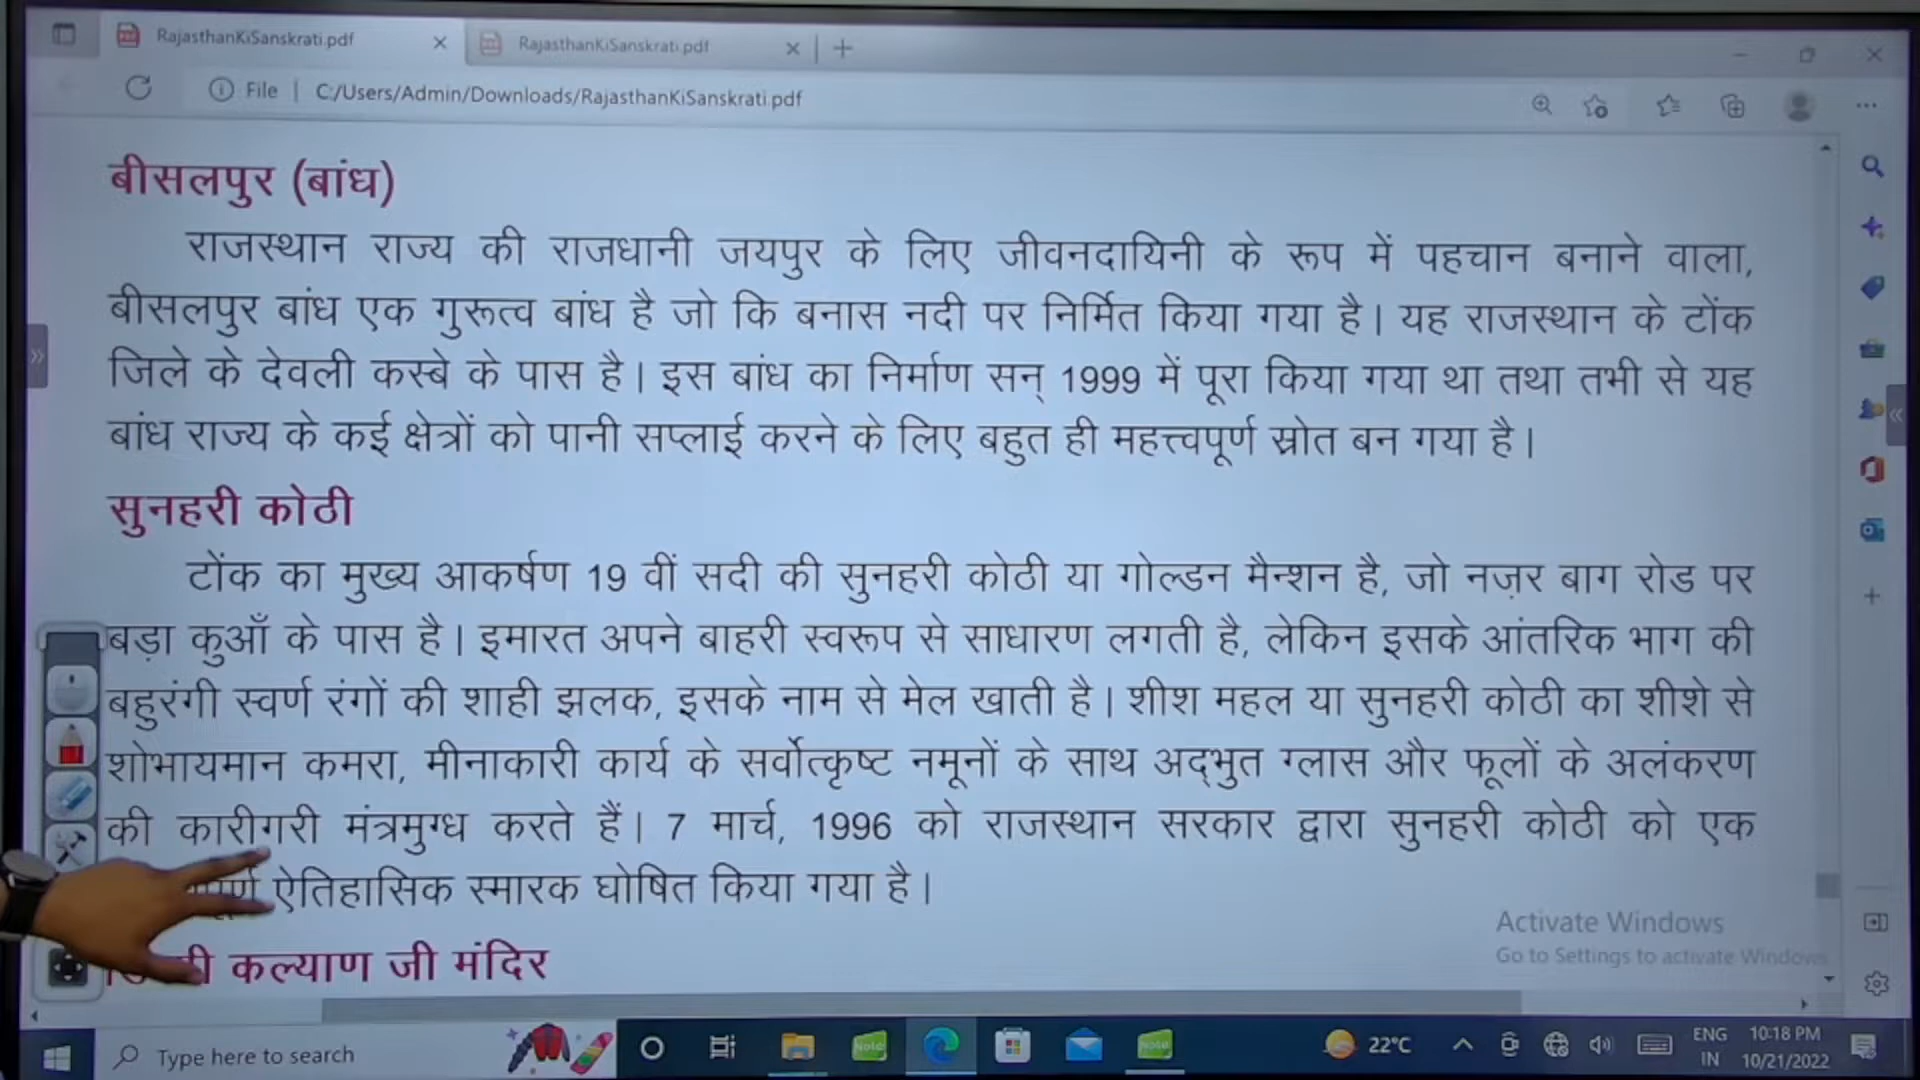 RajasthanKiSanskrati.pdf
RajasthanKiSanskrati.pdf
File | C:/Users/Admin/Downloads/RajasthanKiSanskrati.pdf
बीसलपुर (बांध)
राजस्थान राज्य की राजधानी जयपुर के लिए जीवनदायिनी के रूप में पहचान बनाने वाला,
बीसलपुर बांध एक गुरूत्व बांध है जो कि बनास नदी पर निर्मित किया गया है। यह राजस्थान के टोंक
जिले के देवली कस्बे के पास है। इस बांध का निर्माण सन् 1999 में पूरा किया गया था तथा तभी से यह
बांध राज्य के कई क्षेत्रों को पानी सप्लाई करने के लिए बहुत ही महत्त्वपूर्ण स्रोत बन गया है।
सुनहरी कोठी
टोंक का मुख्य आकर्षण 19 वीं सदी की सुनहरी कोठी या गोल्डन मैन्शन है, जो नज़र बाग रोड पर
बड़ा कुआँ के पास है। इमारत अपने बाहरी स्वरूप से साधारण लगती है, लेकिन इसके आंतरिक भाग की
बहुरंगी स्वर्ण रंगों की शाही झलक, इसके नाम से मेल खाती है। शीश महल या सुनहरी कोठी का शीशे से
शोभायमान कमरा, मीनाकारी कार्य के सर्वोत्कृष्ट नमूनों के साथ अद्भुत ग्लास और फूलों के अलंकरण
की कारीगरी मंत्रमुग्ध करते हैं। 7 मार्च, 1996 को राजस्थान सरकार द्वारा सुनहरी कोठी को एक
ऐतिहासिक स्मारक घोषित किया गया है।
कल्याण जी मंदिर
Activate Windows
Go to Settings to activate Windows
Type here to search
22°C
ENG
IN
10:18 PM
10/21/2022